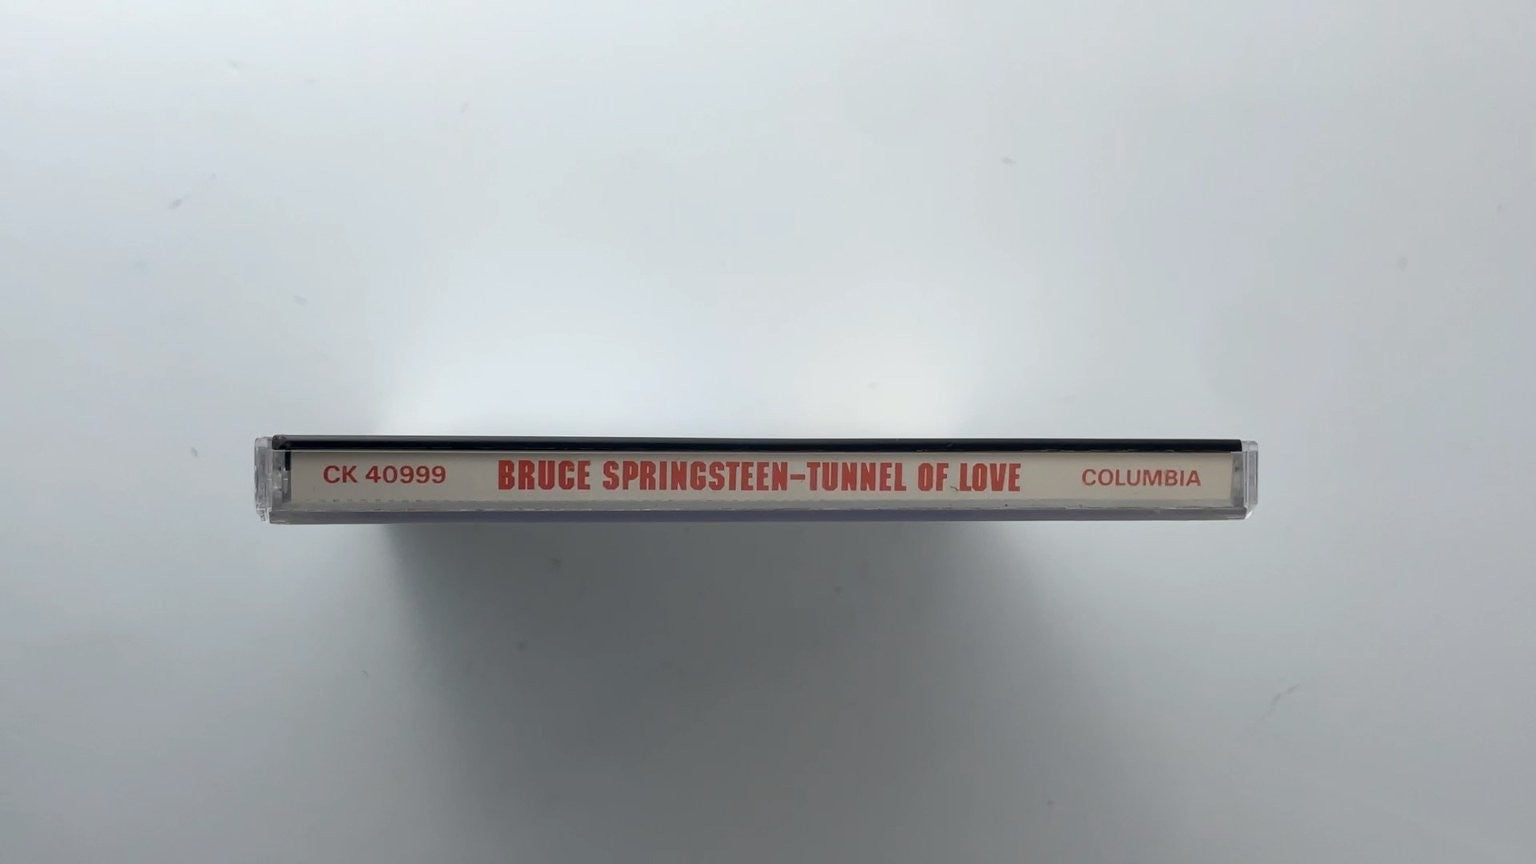 CK 40999 BRUCE SPRINGSTEEN–TUNNEL OF LOVE COLUMBIA